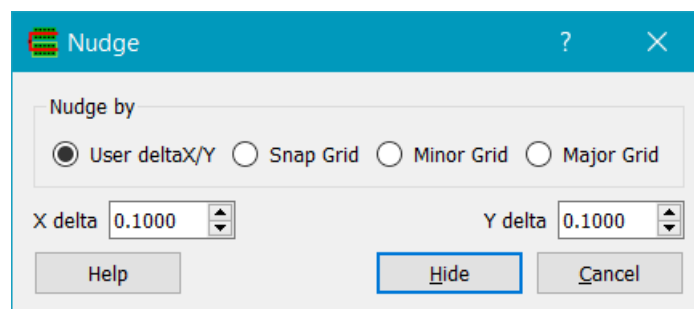 Nudge ?
Nudge by
User deltaX/Y Snap Grid Minor Grid Major Grid
X delta 0.1000 Y delta 0.1000
Help Hide Cancel